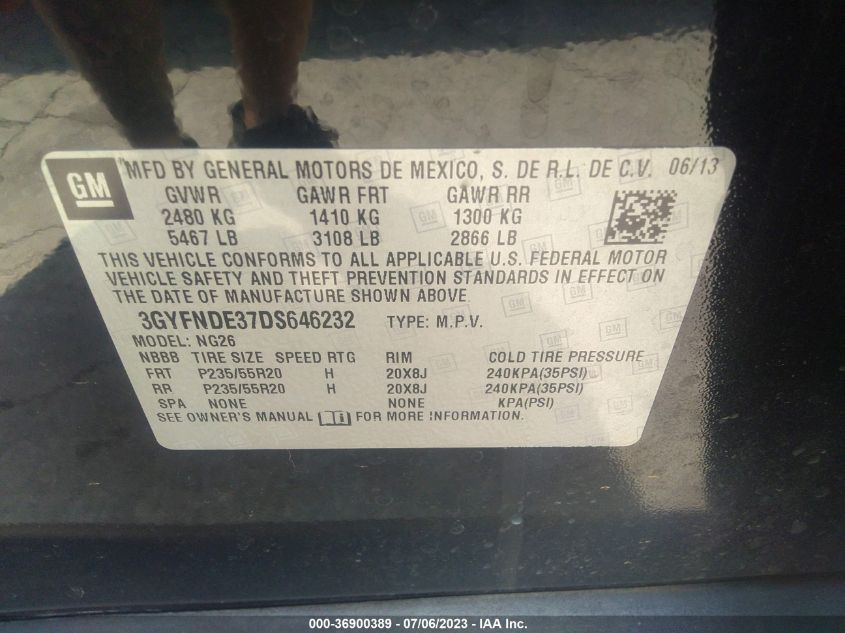 GM
MFD BY GENERAL MOTORS DE MEXICO, S. DE R.L. DE C.V. 06/13
GVWR GAWR FRT GAWR RR
2480 KG 1410 KG 1300 KG
5467 LB 3108 LB 2866 LB
THIS VEHICLE CONFORMS TO ALL APPLICABLE U.S. FEDERAL MOTOR
VEHICLE SAFETY AND THEFT PREVENTION STANDARDS IN EFFECT ON
THE DATE OF MANUFACTURE SHOWN ABOVE
3GYFNDE37DS646232 TYPE: M.P.V.
MODEL: NG26
NBBB TIRE SIZE SPEED RTG RIM COLD TIRE PRESSURE
FRT P235/55R20 H 20X8J 240KPA(35PSI)
RR P235/55R20 H 20X8J 240KPA(35PSI)
SPA NONE NONE KPA(PSI)
SEE OWNER'S MANUAL FOR MORE INFORMATION.
000-36900389 - 07/06/2023 - IAA Inc.